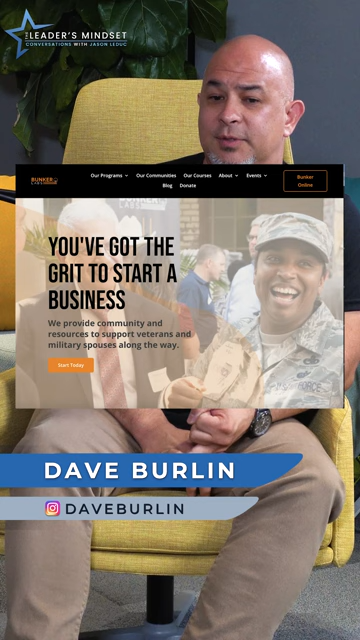 THE LEADER'S MINDSET
CONVERSATIONS WITH JASON LEDUC
BUNKER
LABS
Our Programs
Our Communities
Our Courses
About
Events
Blog
Donate
Bunker
Online
YOU'VE GOT THE
GRIT TO START A
BUSINESS
We provide community and
resources to support veterans and
military spouses along the way.
Start Today
DAVE BURLIN
DAVEBURLIN